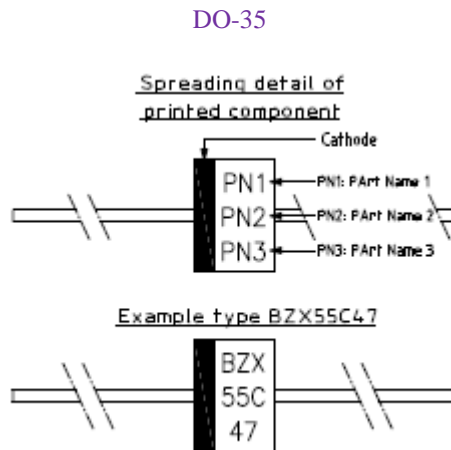 DO-35
Spreading detail of
printed component
Cathode
PN1 PN1: PArt Name 1
PN2 PN2: PArt Name 2
PN3 PN3: PArt Name 3
Example type BZX55C47
BZX
55C
47